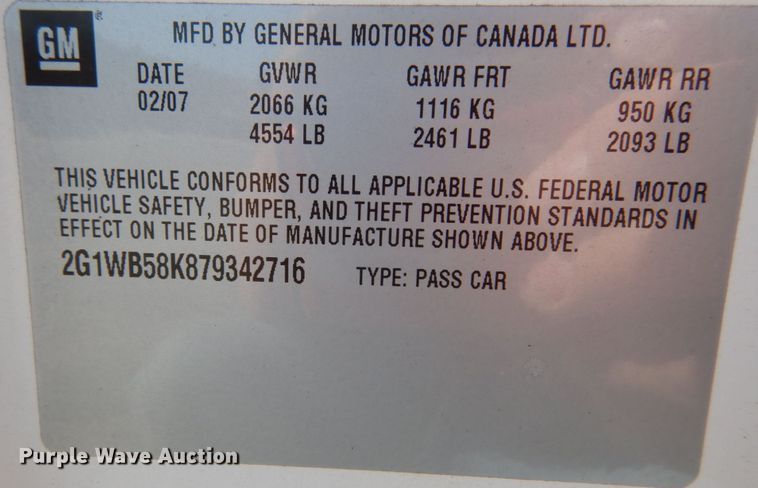 GM ® MFD BY GENERAL MOTORS OF CANADA LTD.
DATE GVWR GAWR FRT GAWR RR
02/07 2066 KG 1116 KG 950 KG
4554 LB 2461 LB 2093 LB
THIS VEHICLE CONFORMS TO ALL APPLICABLE U.S. FEDERAL MOTOR
VEHICLE SAFETY, BUMPER, AND THEFT PREVENTION STANDARDS IN
EFFECT ON THE DATE OF MANUFACTURE SHOWN ABOVE.
2G1WB58K879342716 TYPE: PASS CAR
Purple Wave Auction